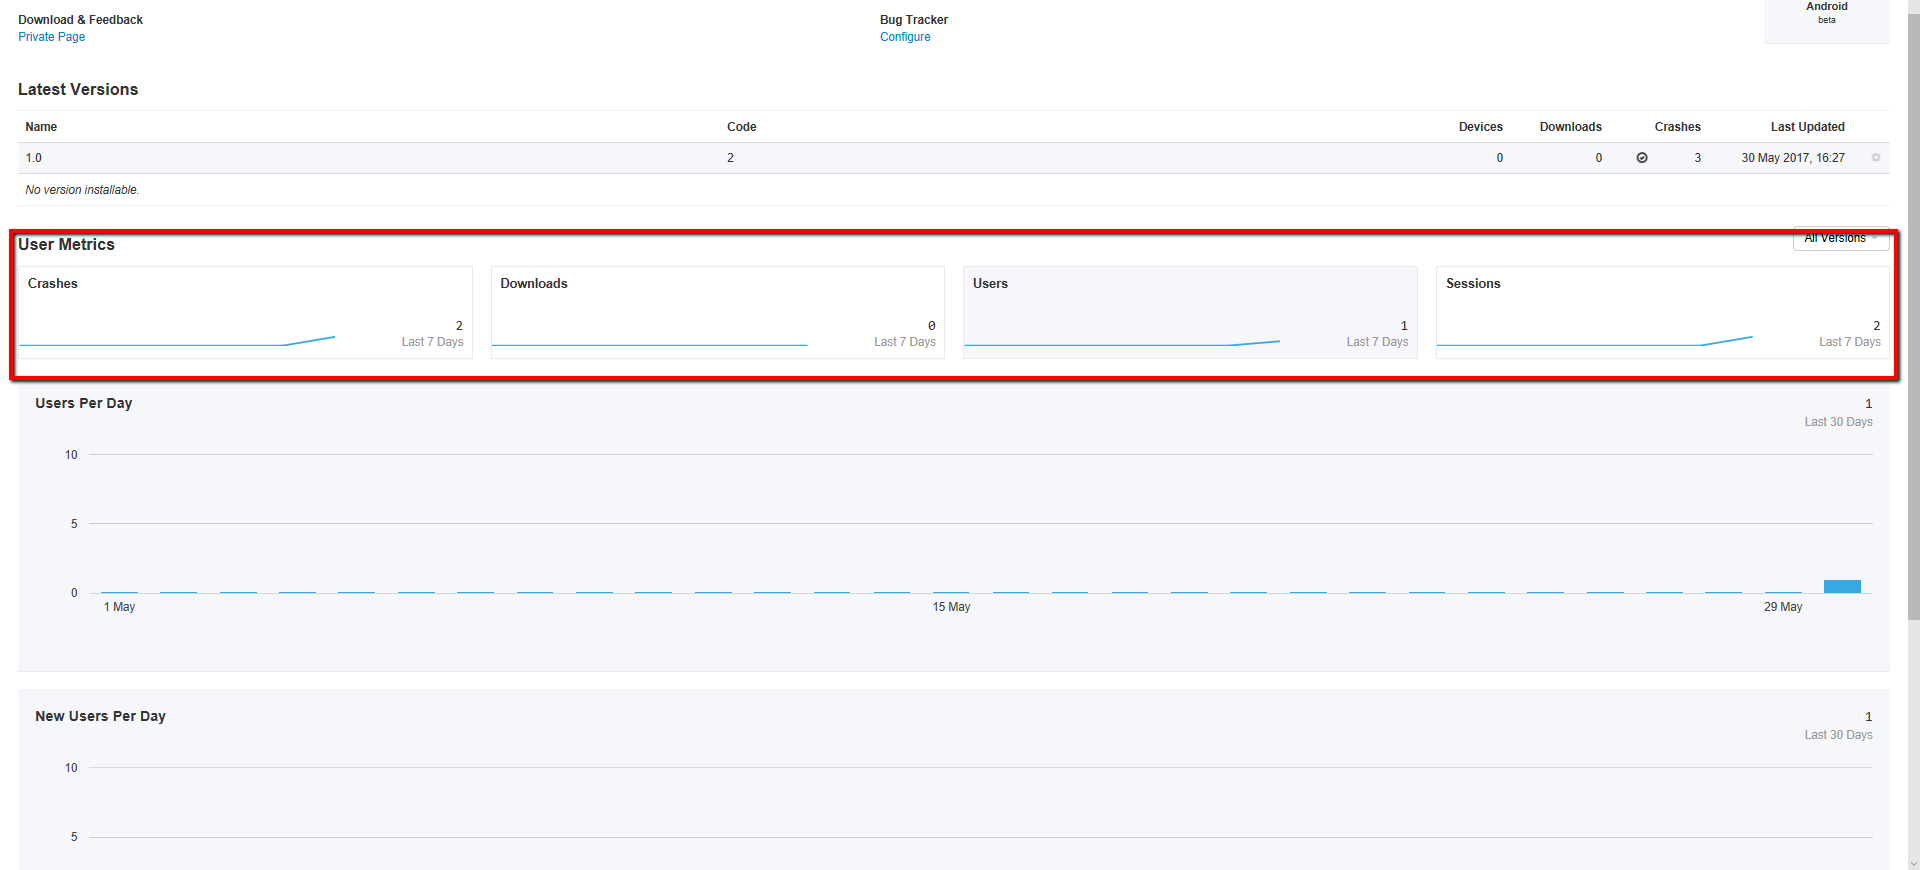 Download & Feedback
Private Page
Bug Tracker
Configure
Android
beta
Latest Versions
Name Code Devices Downloads Crashes Last Updated
1.0 2 0 0 3 30 May 2017, 16:27
No version installable.
User Metrics
All Versions
Crashes
2
Last 7 Days
Downloads
0
Last 7 Days
Users
1
Last 7 Days
Sessions
2
Last 7 Days
Users Per Day
1
Last 30 Days
10
5
0
1 May 15 May 29 May
New Users Per Day
1
Last 30 Days
10
5